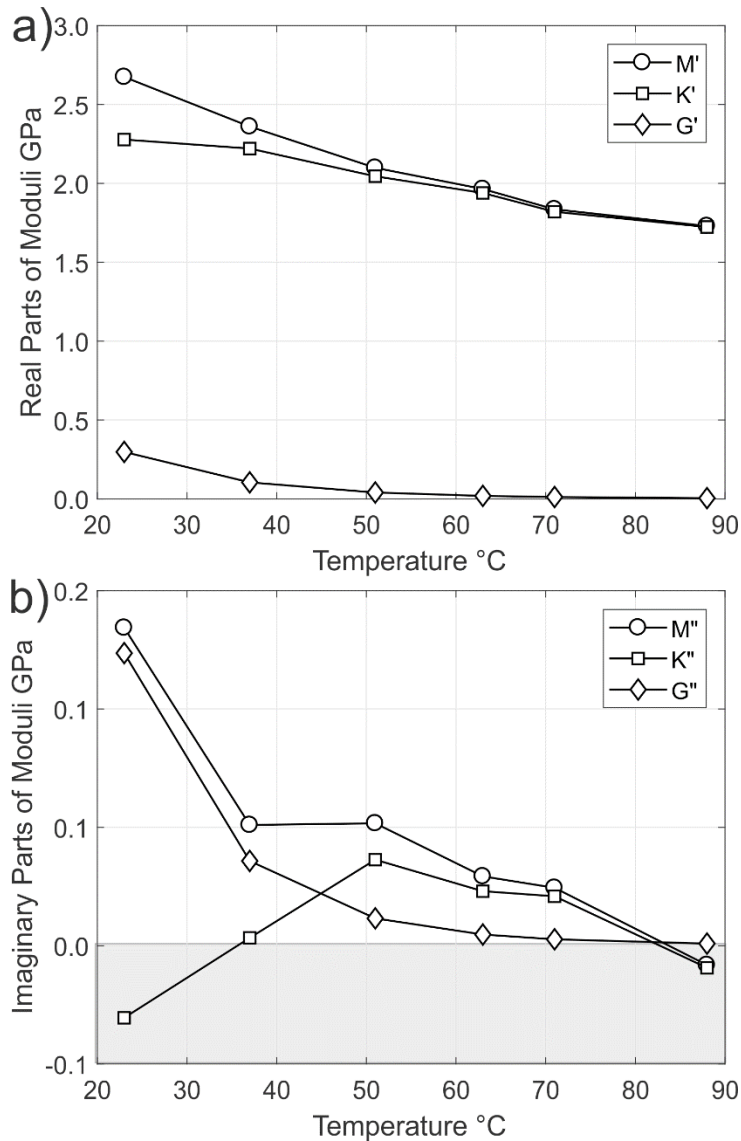 a)
3.0
2.5
2.0
1.5
1.0
0.5
0.0
Real Parts of Moduli GPa
M'
K'
G'
20 30 40 50 60 70 80 90
Temperature °C
b)
0.2
0.1
0.1
0.0
-0.1
Imaginary Parts of Moduli GPa
M"
K"
G"
20 30 40 50 60 70 80 90
Temperature °C